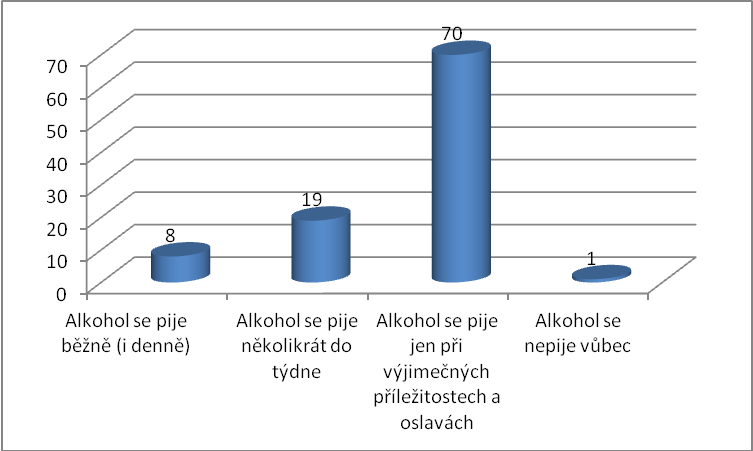 70
70
60
50
40
30
20
10
0
8
19
1
Alkohol se pije
běžně (i denně)
Alkohol se pije
několikrát do
týdne
Alkohol se pije
jen při
výjimečných
příležitostech a
oslavách
Alkohol se
nepije vůbec